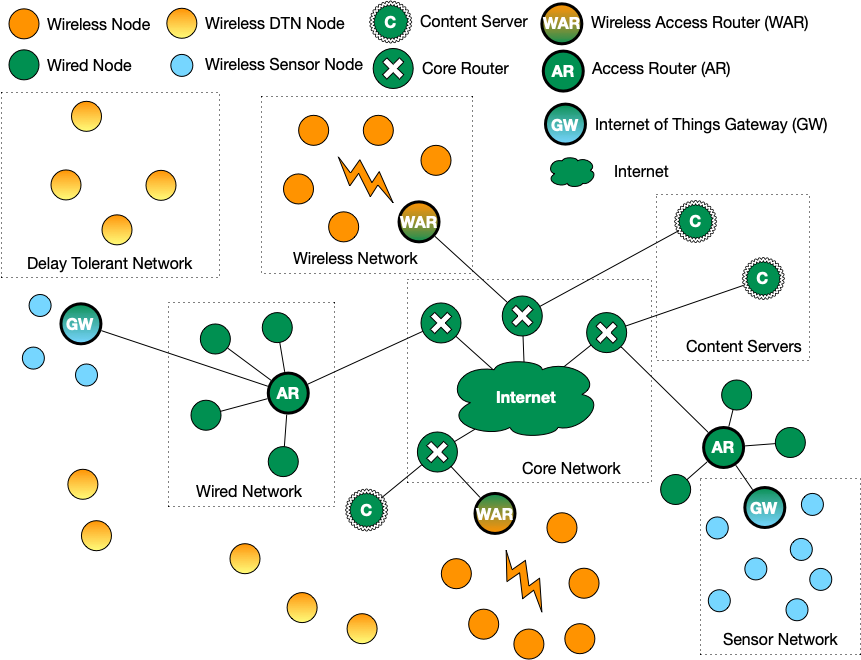 Wireless Node
Wireless DTN Node
C
Content Server
WAR
Wireless Access Router (WAR)
Wired Node
Wireless Sensor Node
Core Router
AR
Access Router (AR)
GW
Internet of Things Gateway (GW)
Internet
WAR
C
Wireless Network
Delay Tolerant Network
C
GW
Content Servers
AR
Internet
AR
Core Network
Wired Network
C
WAR
GW
Sensor Network